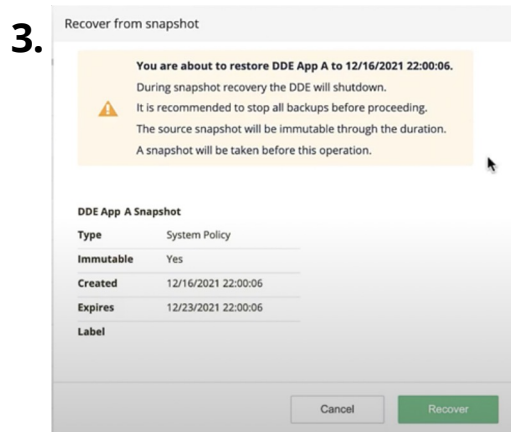 3.
Recover from snapshot
You are about to restore DDE App A to 12/16/2021 22:00:06.
During snapshot recovery the DDE will shutdown.
It is recommended to stop all backups before proceeding.
The source snapshot will be immutable through the duration.
A snapshot will be taken before this operation.
DDE App A Snapshot
Type System Policy
Immutable Yes
Created 12/16/2021 22:00:06
Expires 12/23/2021 22:00:06
Label
Cancel Recover